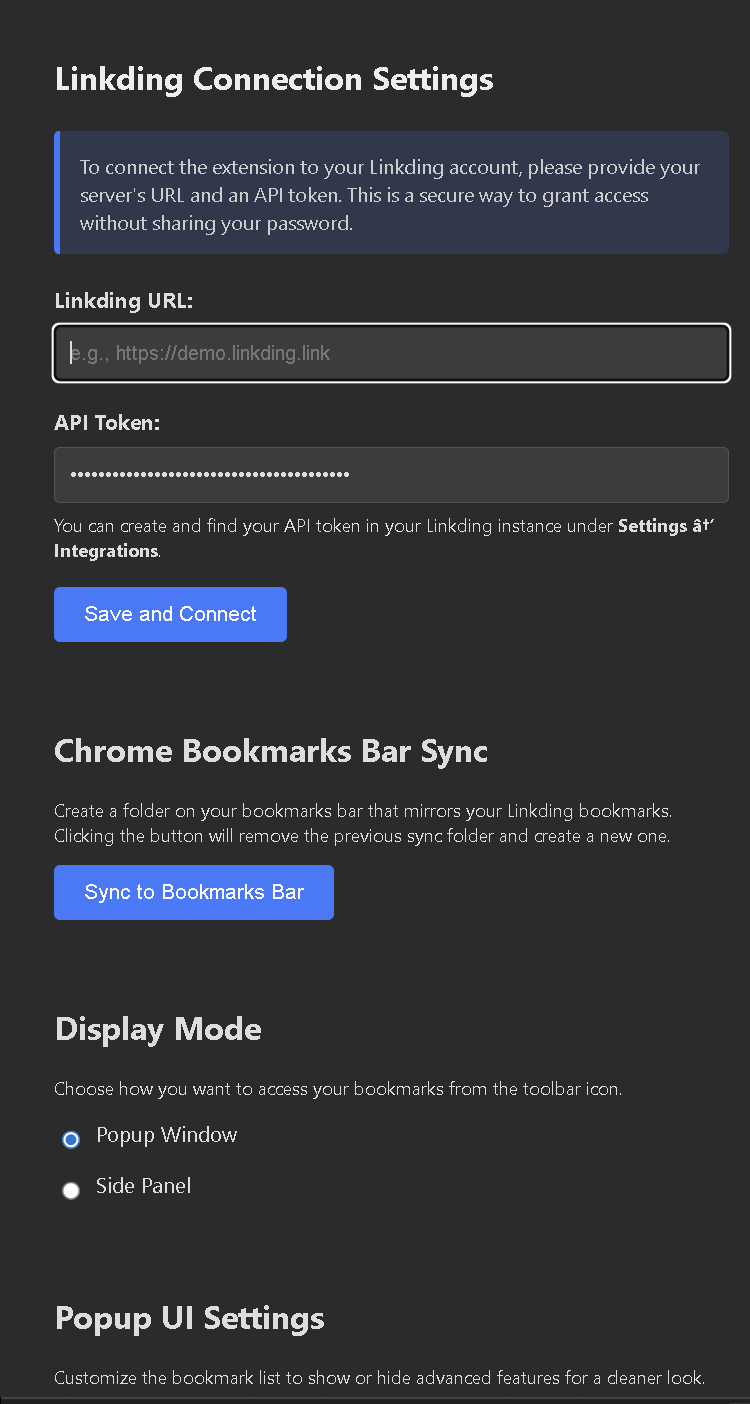 Linkding Connection Settings
To connect the extension to your Linkding account, please provide your
server's URL and an API token. This is a secure way to grant access
without sharing your password.
Linkding URL:
e.g., https://demo.linkding.link
API Token:
••••••••••••••••••••••••••••••••••••••••
You can create and find your API token in your Linkding instance under Settings â†’
Integrations.
Save and Connect
Chrome Bookmarks Bar Sync
Create a folder on your bookmarks bar that mirrors your Linkding bookmarks.
Clicking the button will remove the previous sync folder and create a new one.
Sync to Bookmarks Bar
Display Mode
Choose how you want to access your bookmarks from the toolbar icon.
Popup Window
Side Panel
Popup UI Settings
Customize the bookmark list to show or hide advanced features for a cleaner look.